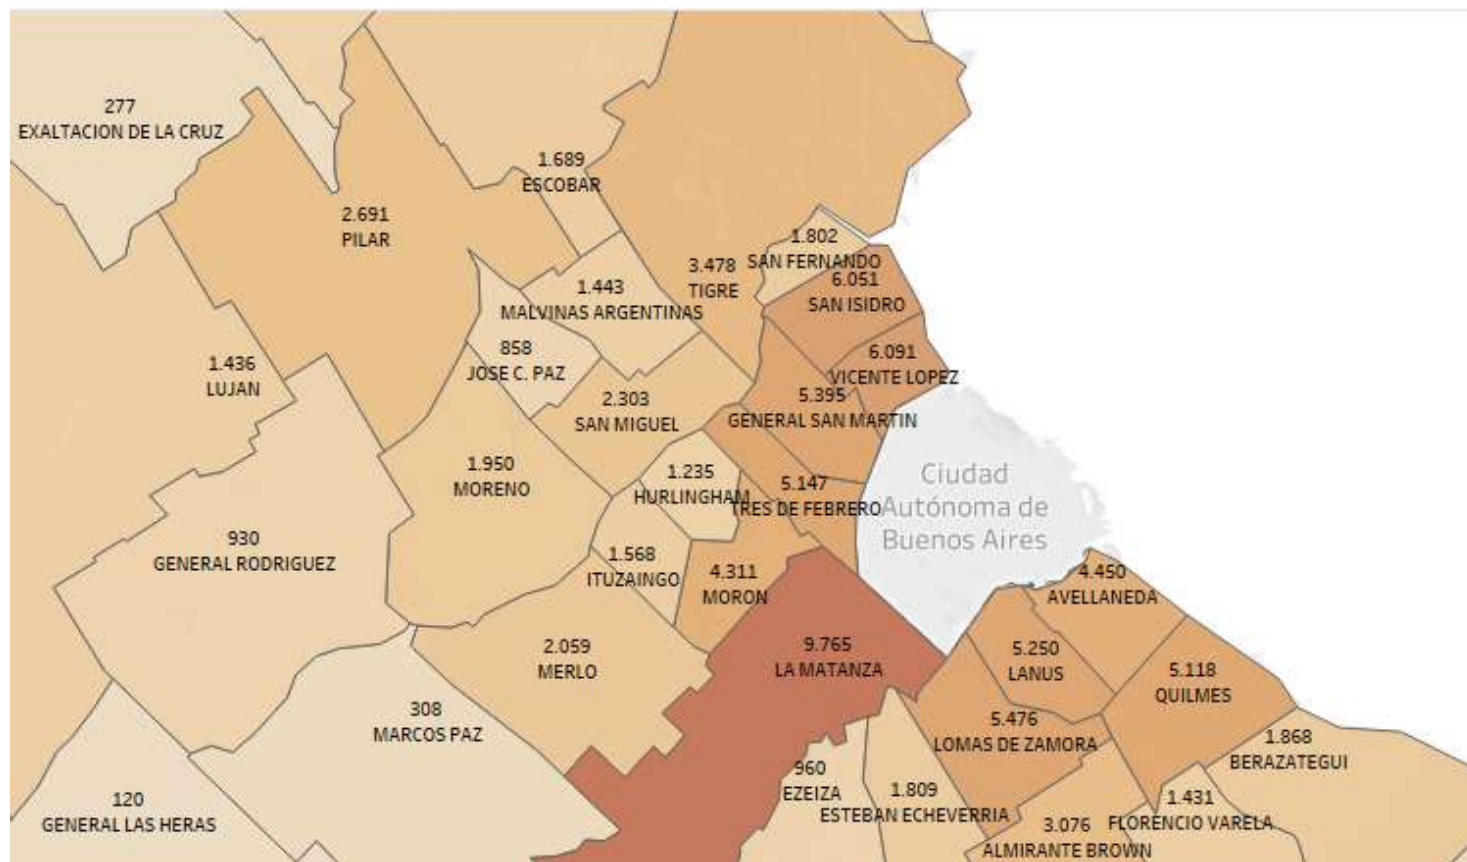 277
EXALTACION DE LA CRUZ
1.689
ESCOBAR
2.691
PILAR
1.802
SAN FERNANDO
3.478
TIGRE
6.051
SAN ISIDRO
1.443
MALVINAS ARGENTINAS
858
JOSE C. PAZ
6.091
VICENTE LOPEZ
1.436
LUJAN
2.303
SAN MIGUEL
5.395
GENERAL SAN MARTIN
1.950
MORENO
1.235
HURLINGHAM
5.147
TRES DE FEBRERO
Ciudad
Autónoma de
Buenos Aires
930
GENERAL RODRIGUEZ
1.568
ITUZAINGO
4.311
MORON
4.450
AVELLANEDA
2.059
MERLO
9.765
LA MATANZA
5.250
LANUS
5.118
QUILMES
308
MARCOS PAZ
5.476
LOMAS DE ZAMORA
1.868
BERAZATEGUI
120
GENERAL LAS HERAS
960
EZEIZA
1.809
ESTEBAN ECHEVERRIA
1.431
FLORENCIO VARELA
3.076
ALMIRANTE BROWN